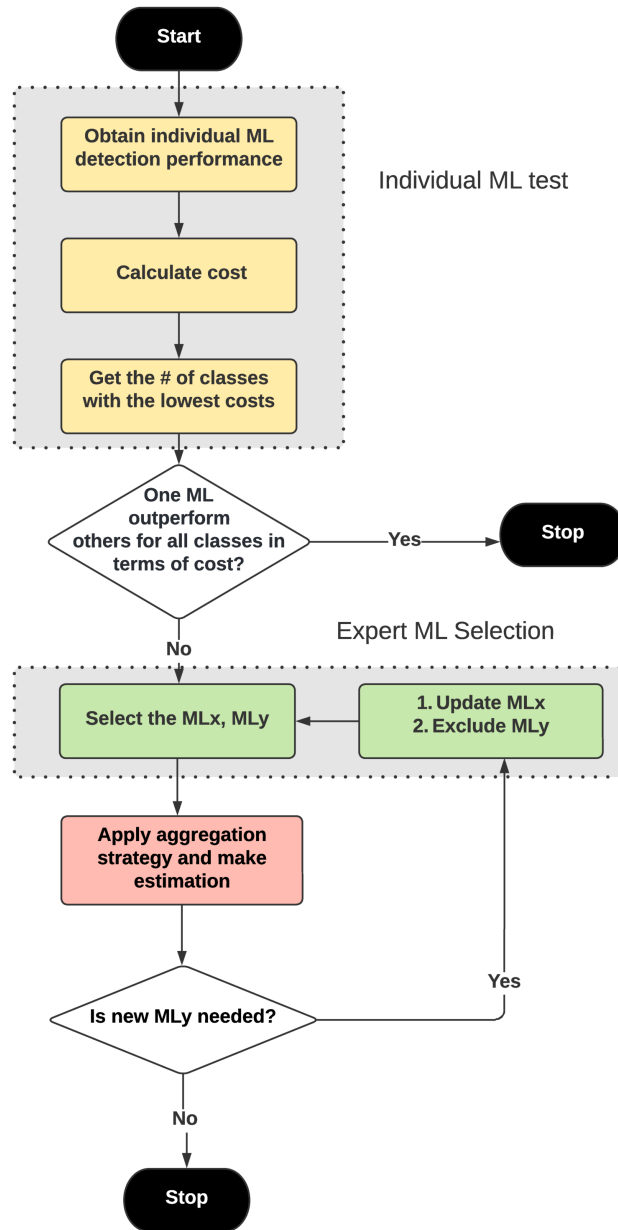 Start
Obtain individual ML
detection performance
Individual ML test
Calculate cost
Get the # of classes
with the lowest costs
One ML
outperform
others for all classes in
terms of cost?
Yes
Stop
No
Expert ML Selection
Select the MLx, MLy
1. Update MLx
2. Exclude MLy
Apply aggregation
strategy and make
estimation
Is new MLy needed?
Yes
No
Stop